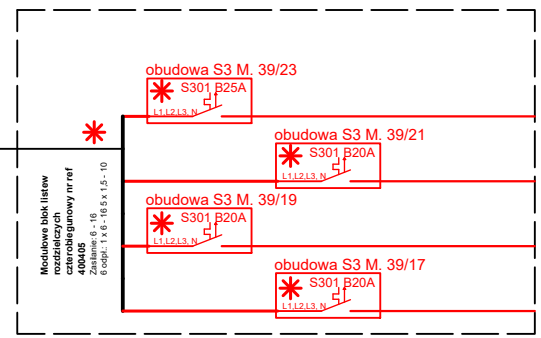 obudowa S3 M. 39/23
S301 B25A
L1,L2,L3, N
obudowa S3 M. 39/21
S301 B20A
L1,L2,L3, N
obudowa S3 M. 39/19
S301 B20A
L1,L2,L3, N
obudowa S3 M. 39/17
S301 B20A
L1,L2,L3, N
Modułowe blok listew
rozdzielczych
czterobiegunowy nr ref
400405
Zasilanie: 6 - 16
6 odpł.: 1 x 6 - 16 5 x 1,5 - 10